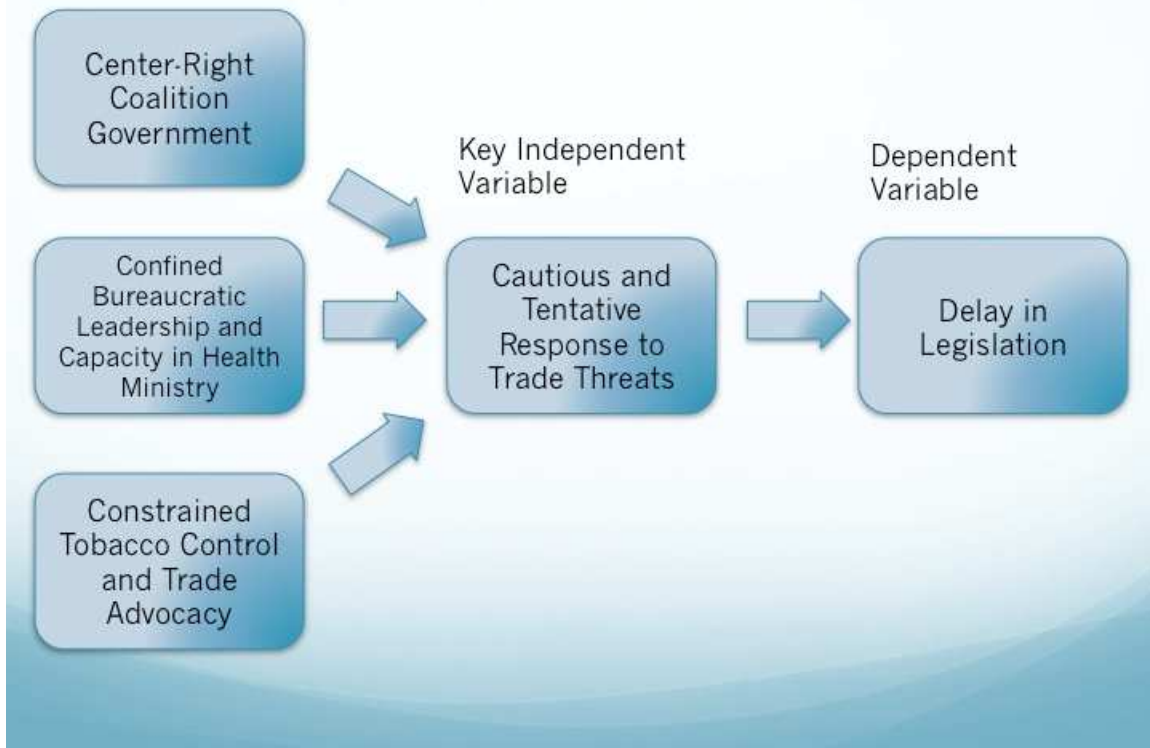 Center-Right
Coalition
Government
Confined
Bureaucratic
Leadership and
Capacity in Health
Ministry
Constrained
Tobacco Control
and Trade
Advocacy
Key Independent
Variable
Cautious and
Tentative
Response to
Trade Threats
Dependent
Variable
Delay in
Legislation